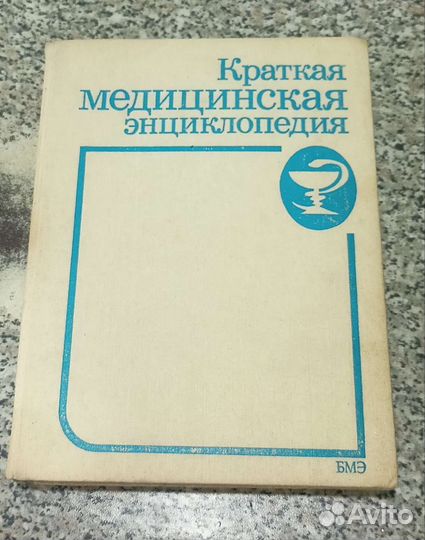 Краткая
медицинская
энциклопедия
БМЭ
Avito